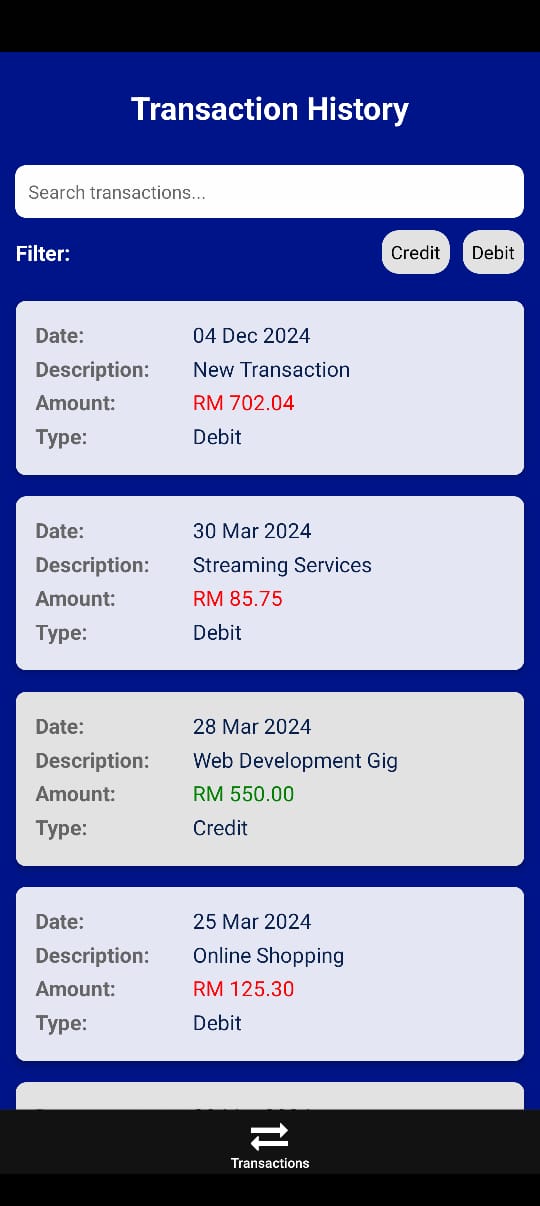 Transaction History
Search transactions...
Filter: Credit Debit
Date: 04 Dec 2024
Description: New Transaction
Amount: RM 702.04
Type: Debit
Date: 30 Mar 2024
Description: Streaming Services
Amount: RM 85.75
Type: Debit
Date: 28 Mar 2024
Description: Web Development Gig
Amount: RM 550.00
Type: Credit
Date: 25 Mar 2024
Description: Online Shopping
Amount: RM 125.30
Type: Debit
Transactions